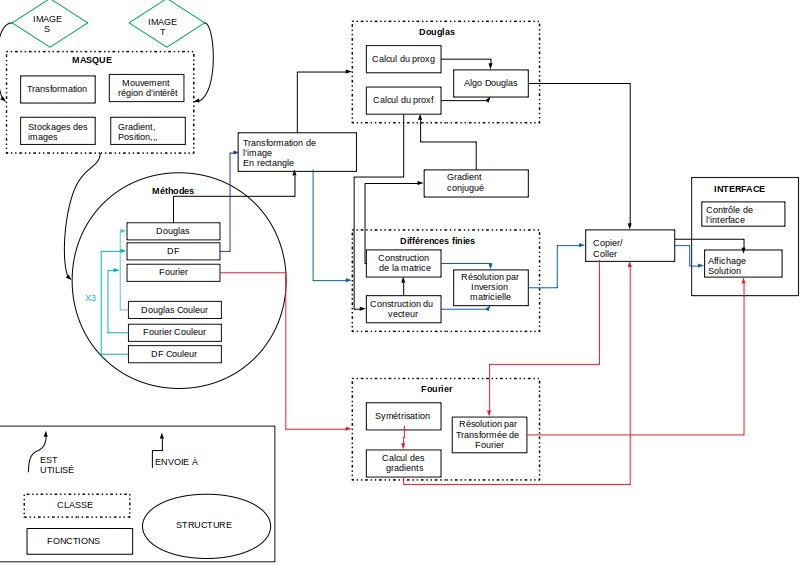 IMAGE
S
IMAGE
T
MASQUE
Transformation
Mouvement
région d'intérêt
Stockages des
images
Gradient,
Position,,,
Douglas
Calcul du proxg
Algo Douglas
Calcul du proxf
Transformation de
l'image
En rectangle
Gradient
conjugué
Méthodes
Douglas
DF
Fourier
X3
Douglas Couleur
Fourier Couleur
DF Couleur
Différences finies
Construction
de la matrice
Résolution par
Inversion
matricielle
Construction du
vecteur
Copier/
Coller
INTERFACE
Contrôle de
l'interface
Affichage
Solution
Fourier
Symétrisation
Résolution par
Transformée de
Fourier
Calcul des
gradients
EST
UTILISÉ
ENVOIE À
CLASSE
FONCTIONS
STRUCTURE